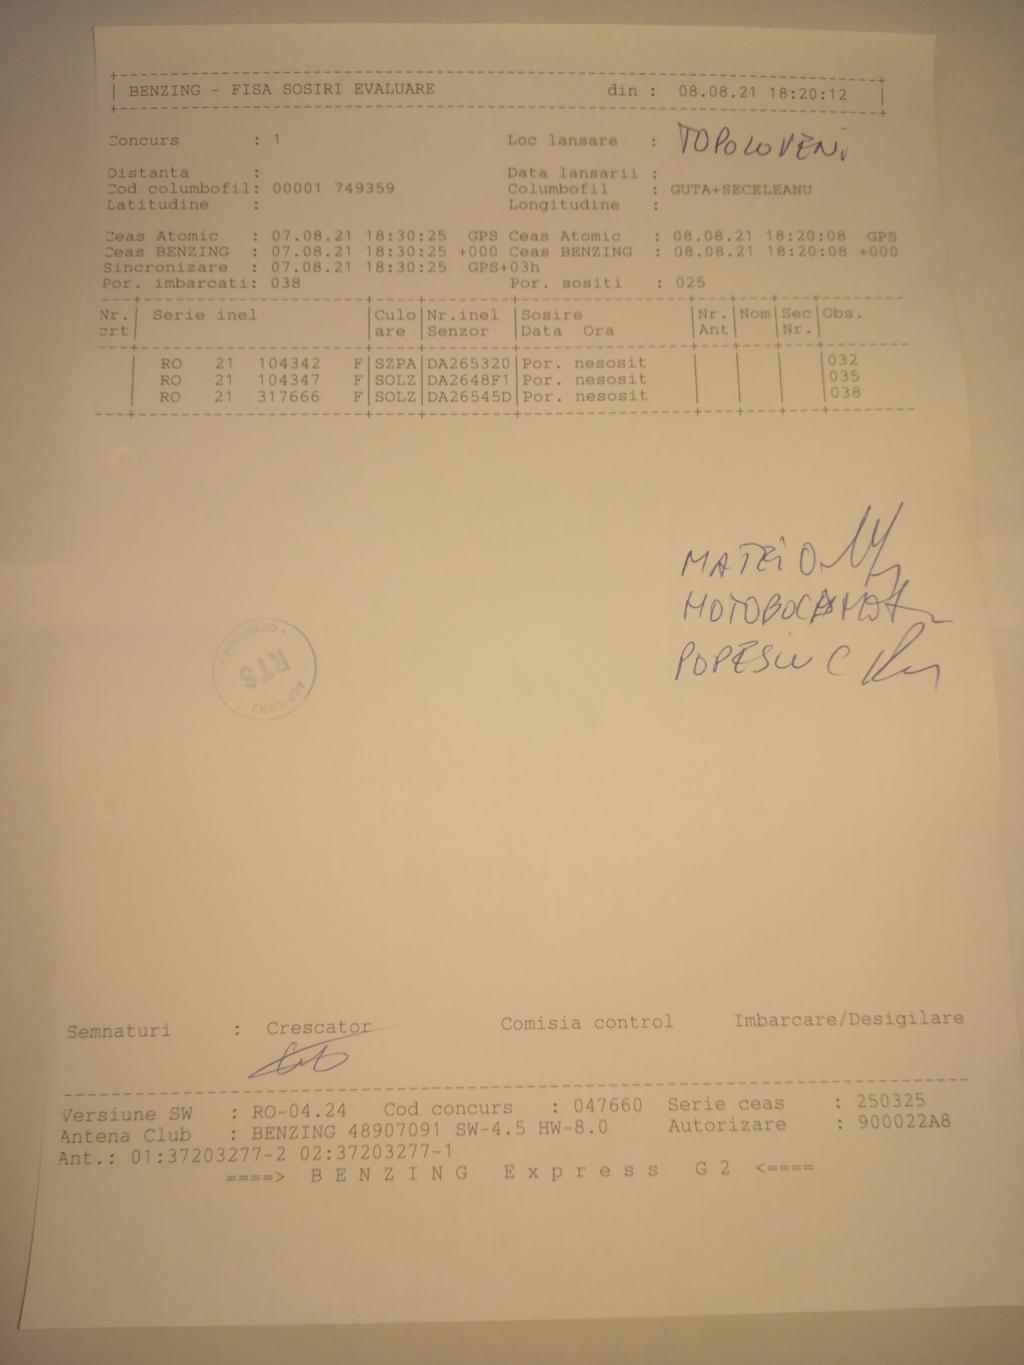 BENZING - FISA SOSIRI EVALUARE din : 08.08.21 18:20:12
Concurs : 1 Loc lansare : TOPOLOVENI
Distanta : Data lansarii :
Cod columbofil: 00001 749359 Columbofil : GUTA+SECELEANU
Latitudine : Longitudine :
Ceas Atomic : 07.08.21 18:30:25 GPS Ceas Atomic : 08.08.21 18:20:08 GPS
Ceas BENZING : 07.08.21 18:30:25 +000 Ceas BENZING : 08.08.21 18:20:08 +000
Sincronizare : 07.08.21 18:30:25 GPS+03h
Por. imbarcati: 038 Por. sositi : 025
Nr. | Serie inel |Culo|Nr.inel |Sosire |Nr. |Nom|Sec|Obs.
crt | |are |Senzor |Data Ora |Ant | |Nr.|
RO 21 104342 F|SZPA|DA265320|Por. nesosit | | | |032
RO 21 104347 F|SOLZ|DA2648F1|Por. nesosit | | | |035
RO 21 317666 F|SOLZ|DA26545D|Por. nesosit | | | |038
MATEI O
POPESCU C
RTS
Semnaturi : Crescator Comisia control Imbarcare/Desigilare
Versiune SW : RO-04.24 Cod concurs : 047660 Serie ceas : 250325
Antena Club : BENZING 48907091 SW-4.5 HW-8.0 Autorizare : 900022A8
Ant.: 01:37203277-2 02:37203277-1
====> B E N Z I N G E x p r e s s G 2 <====